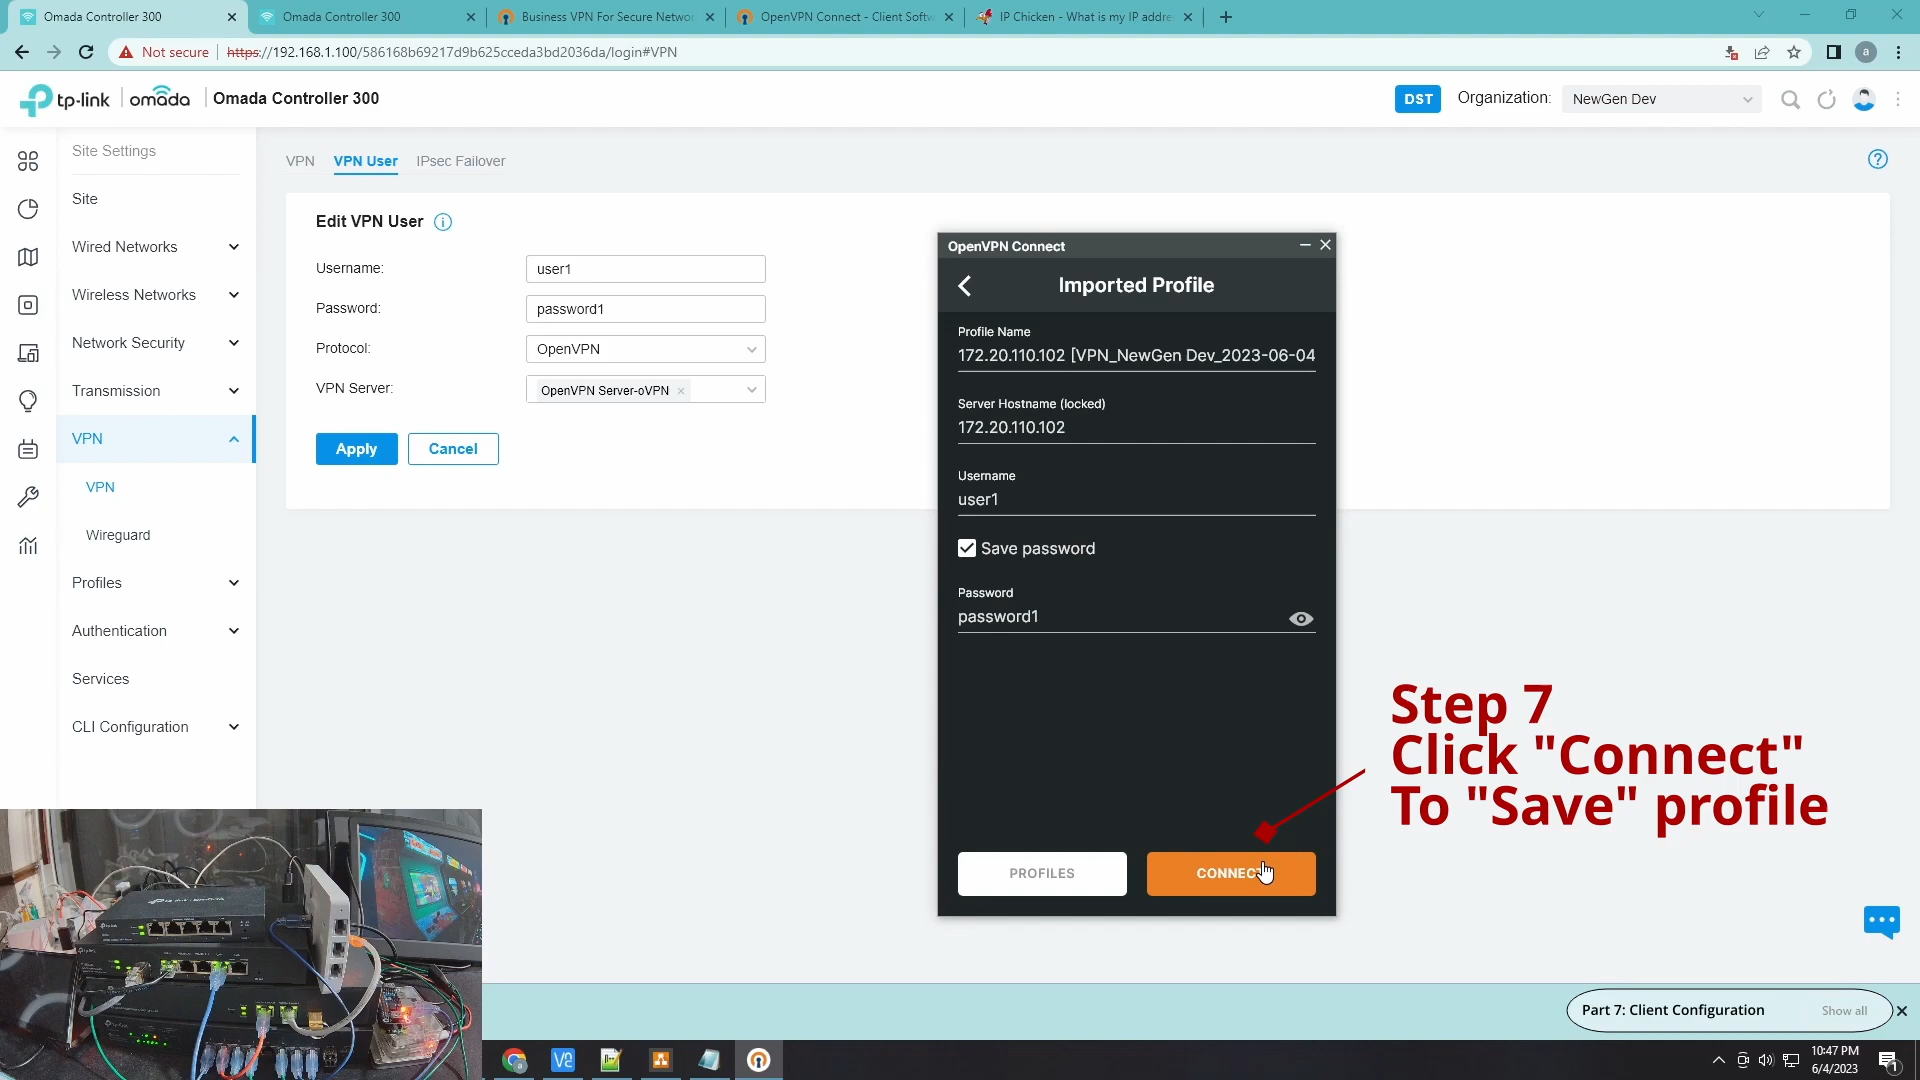 Omada Controller 300
Omada Controller 300
Business VPN For Secure Networ
OpenVPN Connect - Client Softw
IP Chicken - What is my IP addre
Not secure
https://192.168.1.100/586168b69217d9b625cceda3bd2036da/login#VPN
a
tp-link
omada
Omada Controller 300
DST
Organization:
NewGen Dev
Site Settings
Site
Wired Networks
Wireless Networks
Network Security
Transmission
VPN
VPN
Wireguard
Profiles
Authentication
Services
CLI Configuration
VPN
VPN User
IPsec Failover
Edit VPN User
Username:
user1
Password:
password1
Protocol:
OpenVPN
VPN Server:
OpenVPN Server-oVPN
Apply
Cancel
OpenVPN Connect
Imported Profile
Profile Name
172.20.110.102 [VPN_NewGen Dev_2023-06-04
Server Hostname (locked)
172.20.110.102
Username
user1
Save password
Password
password1
PROFILES
CONNEC
Step 7
Click "Connect"
To "Save" profile
Part 7: Client Configuration
Show all
10:47 PM
6/4/2023
1